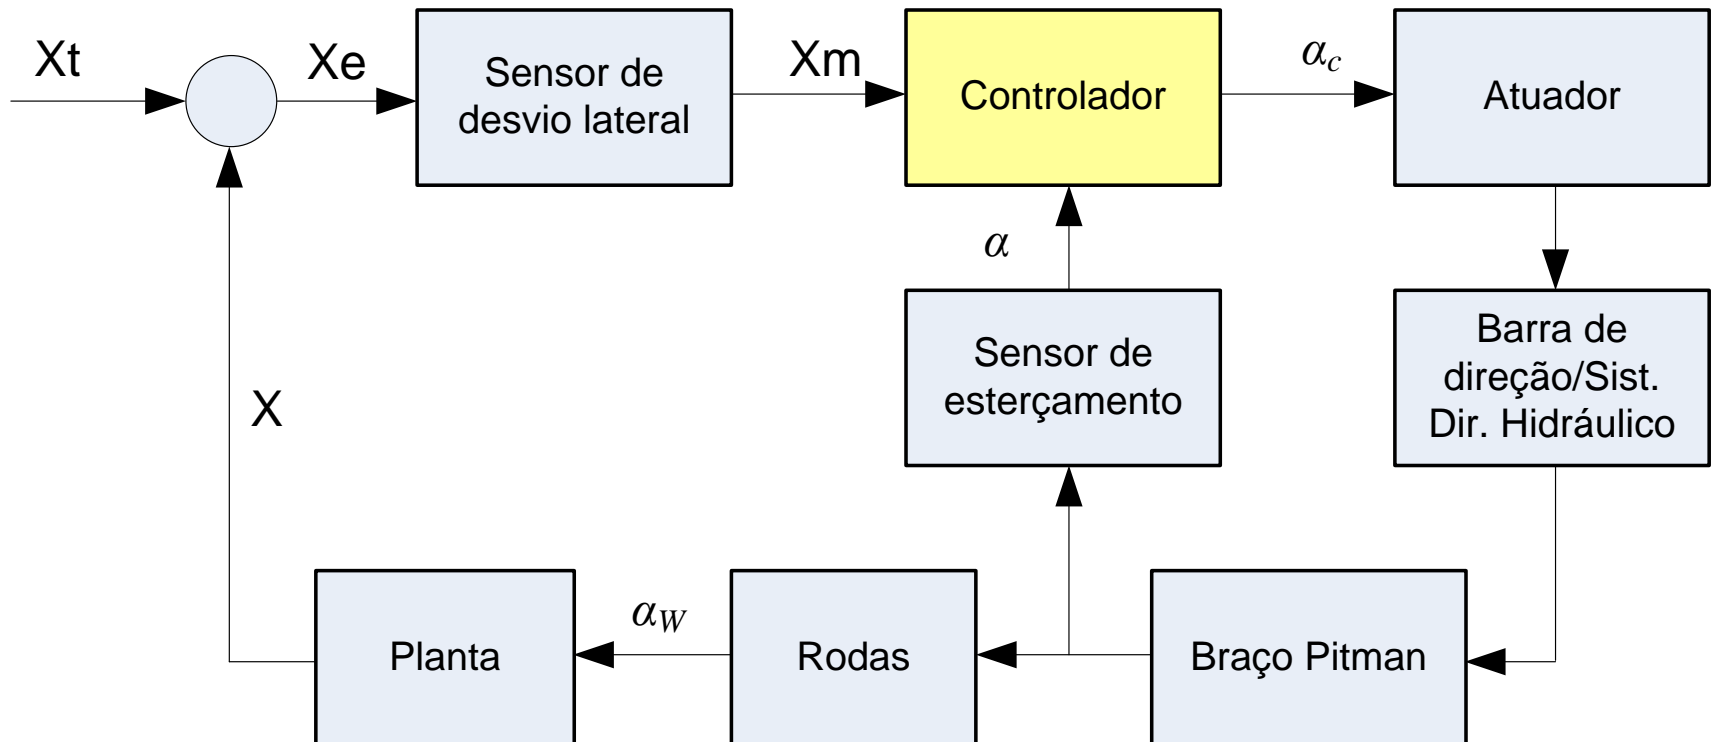 Xt
Xe
Sensor de
desvio lateral
Xm
Controlador
αc
Atuador
α
Sensor de
esterçamento
Barra de
direção/Sist.
Dir. Hidráulico
X
Planta
αW
Rodas
Braço Pitman